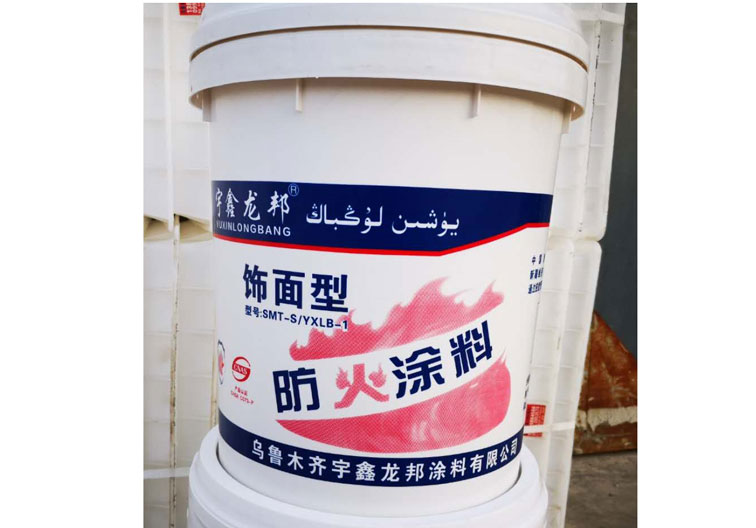 宇鑫龙邦®
YUXINLONGBANG
يۈشىن لوڭباڭ
饰面型
型号:SMT-S/YXLB-1
防火涂料
乌鲁木齐宇鑫龙邦涂料有限公司